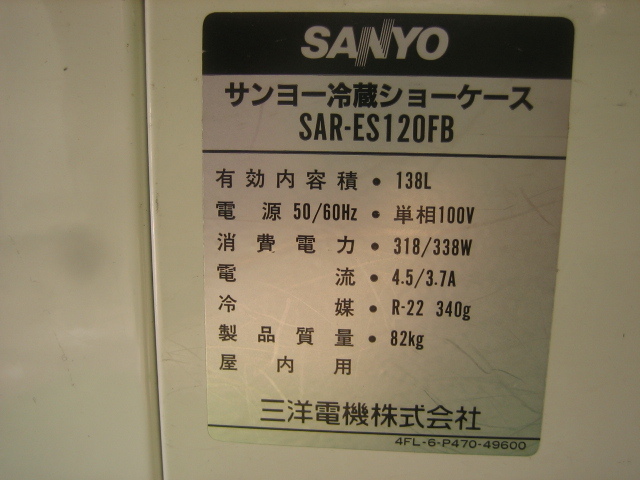 SANYO
サンヨー冷蔵ショーケース
SAR-ES120FB
有効内容積・138L
電源 50/60Hz・単相100V
消費電力・318/338W
電流・4.5/3.7A
冷媒・R-22 340g
製品質量・82kg
屋内用
三洋電機株式会社
4FL-6-P470-49600